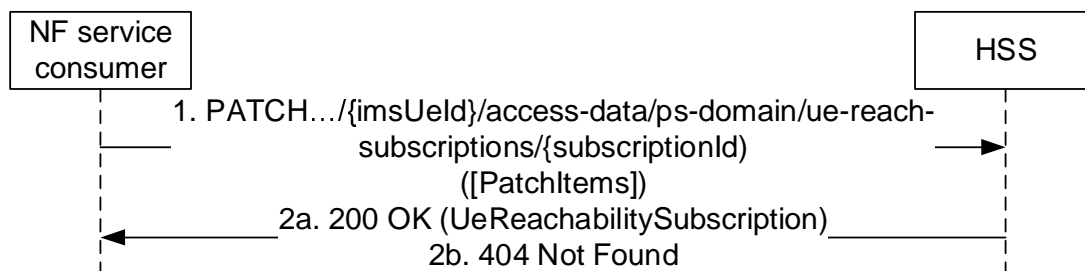 NF service
consumer
HSS
1. PATCH…/{imsUeId}/access-data/ps-domain/ue-reach-
subscriptions/{subscriptionId)
([PatchItems])
2a. 200 OK (UeReachabilitySubscription)
2b. 404 Not Found